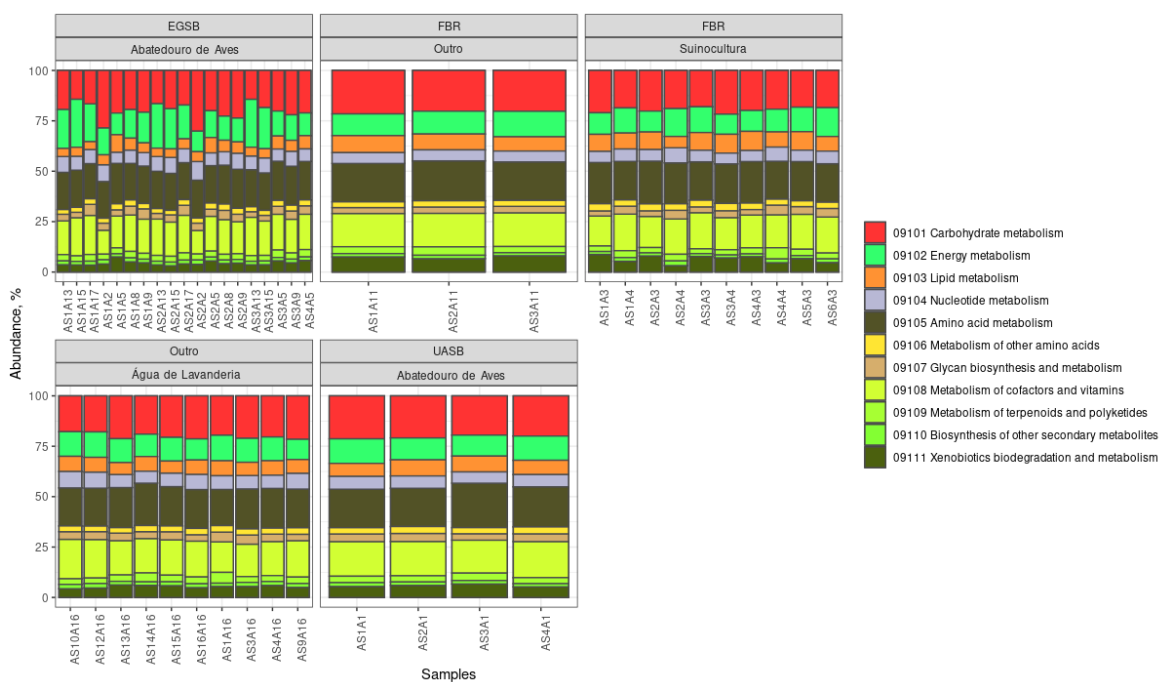 EGSB
Abatedouro de Aves
FBR
Outro
FBR
Suinocultura
100
75
50
25
0
AS1A13
AS1A15
AS1A17
AS1A2
AS1A5
AS1A8
AS1A9
AS2A13
AS2A15
AS2A17
AS2A2
AS2A5
AS2A8
AS2A9
AS3A13
AS3A15
AS3A5
AS3A9
AS4A5
AS1A11
AS2A11
AS3A11
AS1A3
AS1A4
AS2A3
AS2A4
AS3A3
AS3A4
AS4A3
AS4A4
AS5A3
AS6A3
Abundance, %
Outro
Água de Lavanderia
UASB
Abatedouro de Aves
100
75
50
25
0
AS10A16
AS12A16
AS13A16
AS14A16
AS15A16
AS16A16
AS1A16
AS3A16
AS4A16
AS9A16
AS1A1
AS2A1
AS3A1
AS4A1
Samples
09101 Carbohydrate metabolism
09102 Energy metabolism
09103 Lipid metabolism
09104 Nucleotide metabolism
09105 Amino acid metabolism
09106 Metabolism of other amino acids
09107 Glycan biosynthesis and metabolism
09108 Metabolism of cofactors and vitamins
09109 Metabolism of terpenoids and polyketides
09110 Biosynthesis of other secondary metabolites
09111 Xenobiotics biodegradation and metabolism